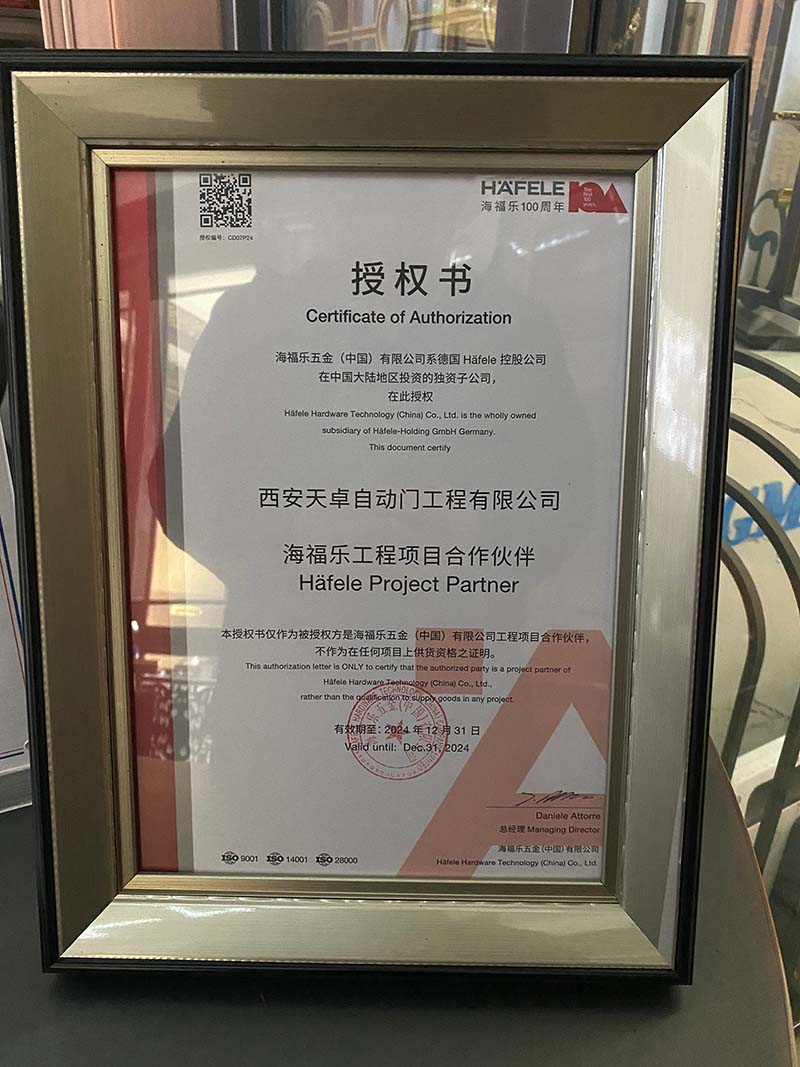 HÄFELE
The first 100 years.
海福乐100周年
授权编号：CD07P24
授权书
Certificate of Authorization
海福乐五金（中国）有限公司系德国 Häfele 控股公司
在中国大陆地区投资的独资子公司，
在此授权
Häfele Hardware Technology (China) Co., Ltd. is the wholly owned
subsidiary of Häfele-Holding GmbH Germany.
This document certify
西安天卓自动门工程有限公司
海福乐工程项目合作伙伴
Häfele Project Partner
本授权书仅作为被授权方是海福乐五金（中国）有限公司工程项目合作伙伴，
不作为在任何项目上供货资格之证明。
This authorization letter is ONLY to certify that the authorized party is a project partner of
Häfele Hardware Technology (China) Co., Ltd.,
rather than the qualification to supply goods in any project.
有效期至: 2024 年 12 月 31 日
Valid until: Dec.31, 2024
Daniele Attorre
总经理 Managing Director
海福乐五金(中国)有限公司
Häfele Hardware Technology (China) Co., Ltd.
ISO 9001 ISO 14001 ISO 28000
GM